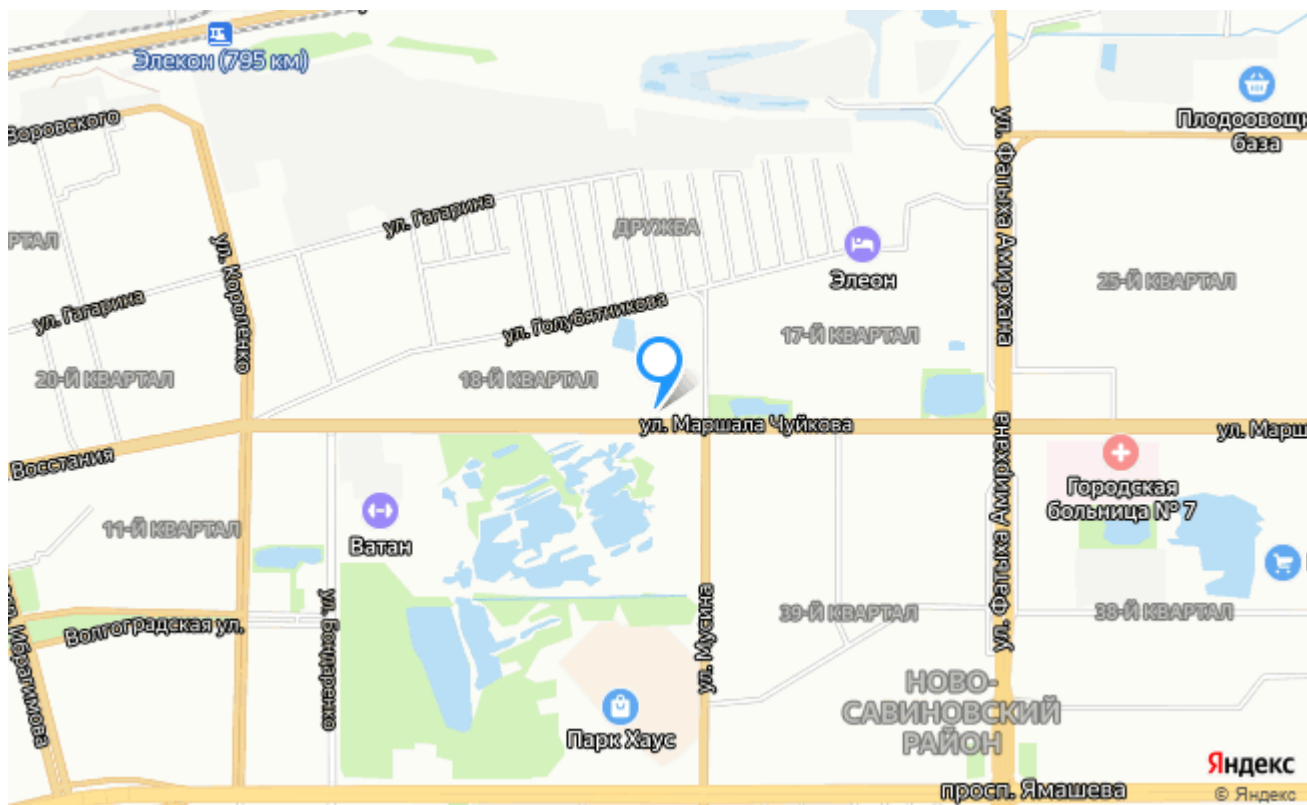 Элекон (795 км)
Воровского
ул. Фатыха Амирхана
Плодоовощн
база
ул. Гагарина
ДРУЖБА
РТАЛ
ул. Короленко
Элеон
25-Й КВАРТАЛ
ул. Гагарина
ул. Голубятникова
17-Й КВАРТАЛ
20-Й КВАРТАЛ
18-Й КВАРТАЛ
ул. Маршала Чуйкова
ул. Марш
Восстания
ул. Фатыха Амирхана
Городская
больница № 7
11-Й КВАРТАЛ
Ватан
Волгоградская ул.
ул. Бондаренко
ул. Мусина
39-Й КВАРТАЛ
38-Й КВАРТАЛ
Ибрагимова
НОВО-
САВИНОВСКИЙ
РАЙОН
Парк Хаус
Яндекс
просп. Ямашева
© Яндекс